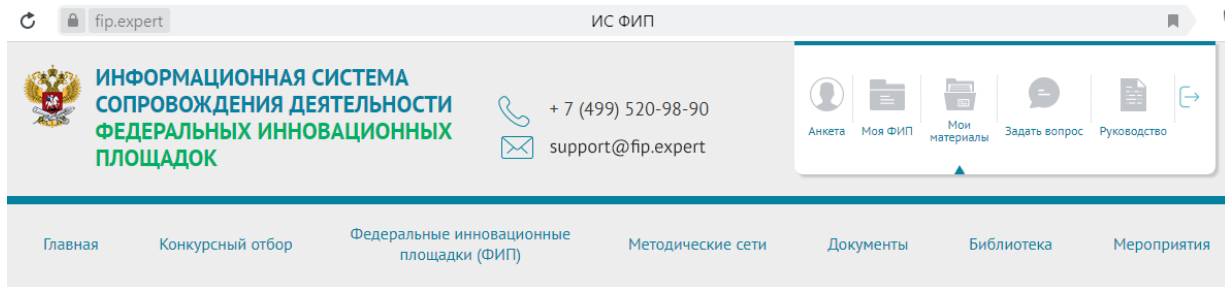 fip.expert
ИС ФИП
ИНФОРМАЦИОННАЯ СИСТЕМА
СОПРОВОЖДЕНИЯ ДЕЯТЕЛЬНОСТИ
ФЕДЕРАЛЬНЫХ ИННОВАЦИОННЫХ
ПЛОЩАДОК
+ 7 (499) 520-98-90
support@fip.expert
Анкета
Моя ФИП
Мои
материалы
Задать вопрос
Руководство
Главная
Конкурсный отбор
Федеральные инновационные
площадки (ФИП)
Методические сети
Документы
Библиотека
Мероприятия